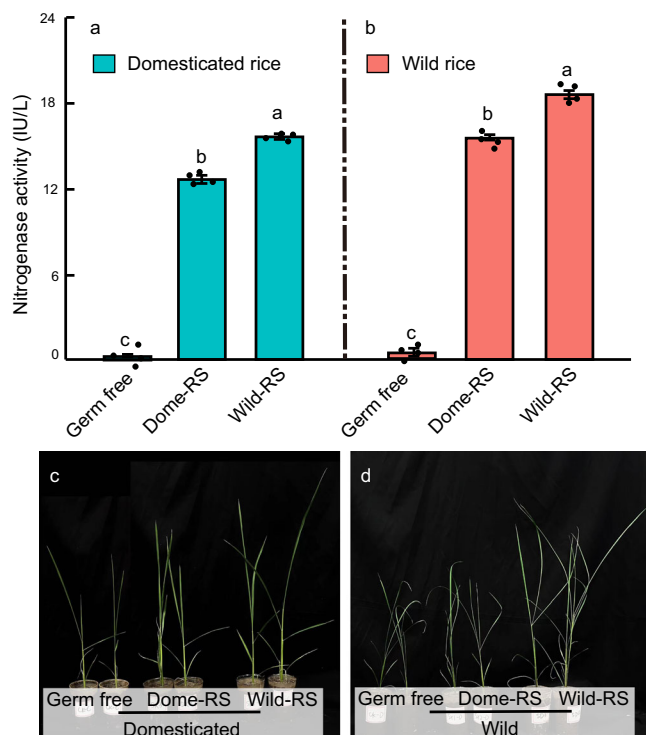 24
a
b
Domesticated rice
Wild rice
Nitrogenase activity (IU/L)
18
12
6
0
c
b
a
c
b
a
Germ free
Dome-RS
Wild-RS
Germ free
Dome-RS
Wild-RS
c
d
Germ free Dome-RS Wild-RS
Domesticated
Germ free Dome-RS Wild-RS
Wild